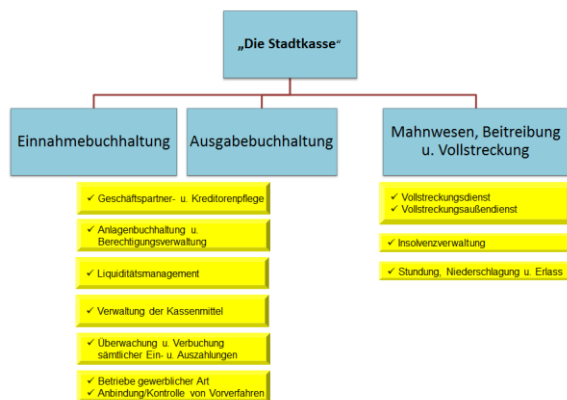 „Die Stadtkasse“
Einnahmebuchhaltung
Ausgabebuchhaltung
Mahnwesen, Beitreibung
u. Vollstreckung
✓ Geschäftspartner- u. Kreditorenpflege
✓ Anlagenbuchhaltung u.
Berechtigungsverwaltung
✓ Liquiditätsmanagement
✓ Verwaltung der Kassenmittel
✓ Überwachung u. Verbuchung
sämtlicher Ein- u. Auszahlungen
✓ Betriebe gewerblicher Art
✓ Anbindung/Kontrolle von Vorverfahren
✓ Vollstreckungsdienst
✓ Vollstreckungsaußendienst
✓ Insolvenzverwaltung
✓ Stundung, Niederschlagung u. Erlass